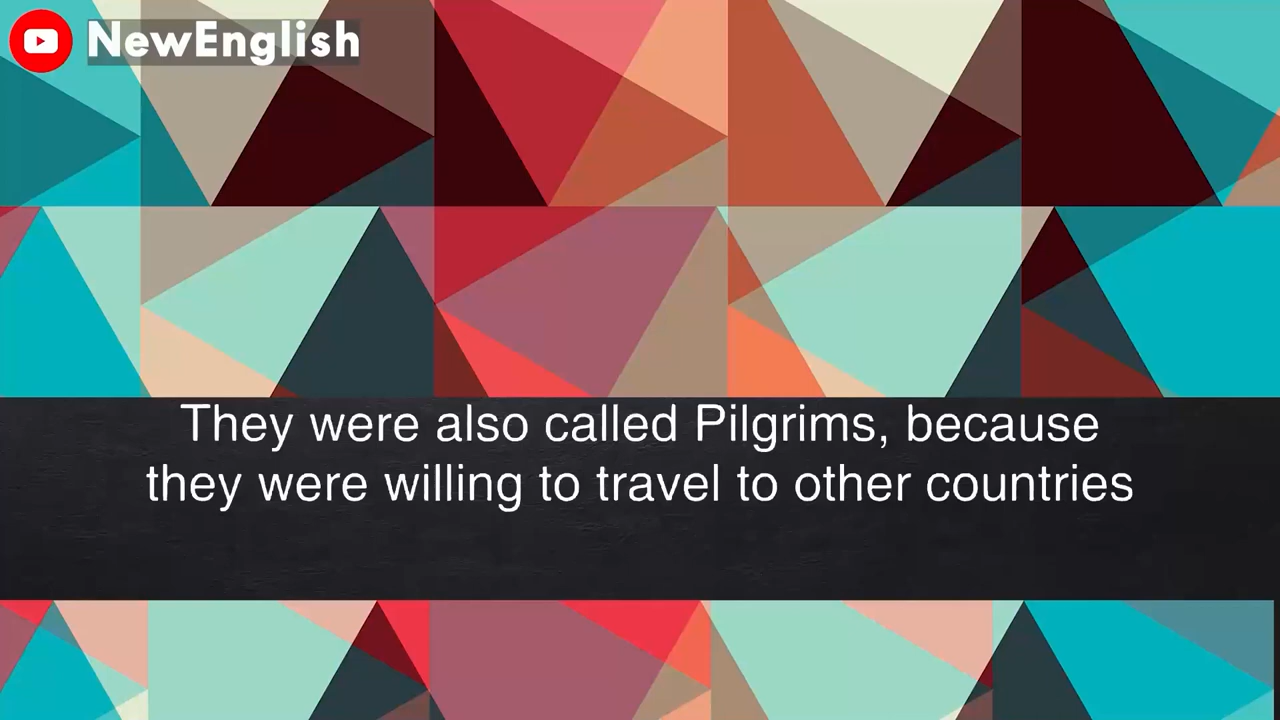 NewEnglish
They were also called Pilgrims, because
they were willing to travel to other countries